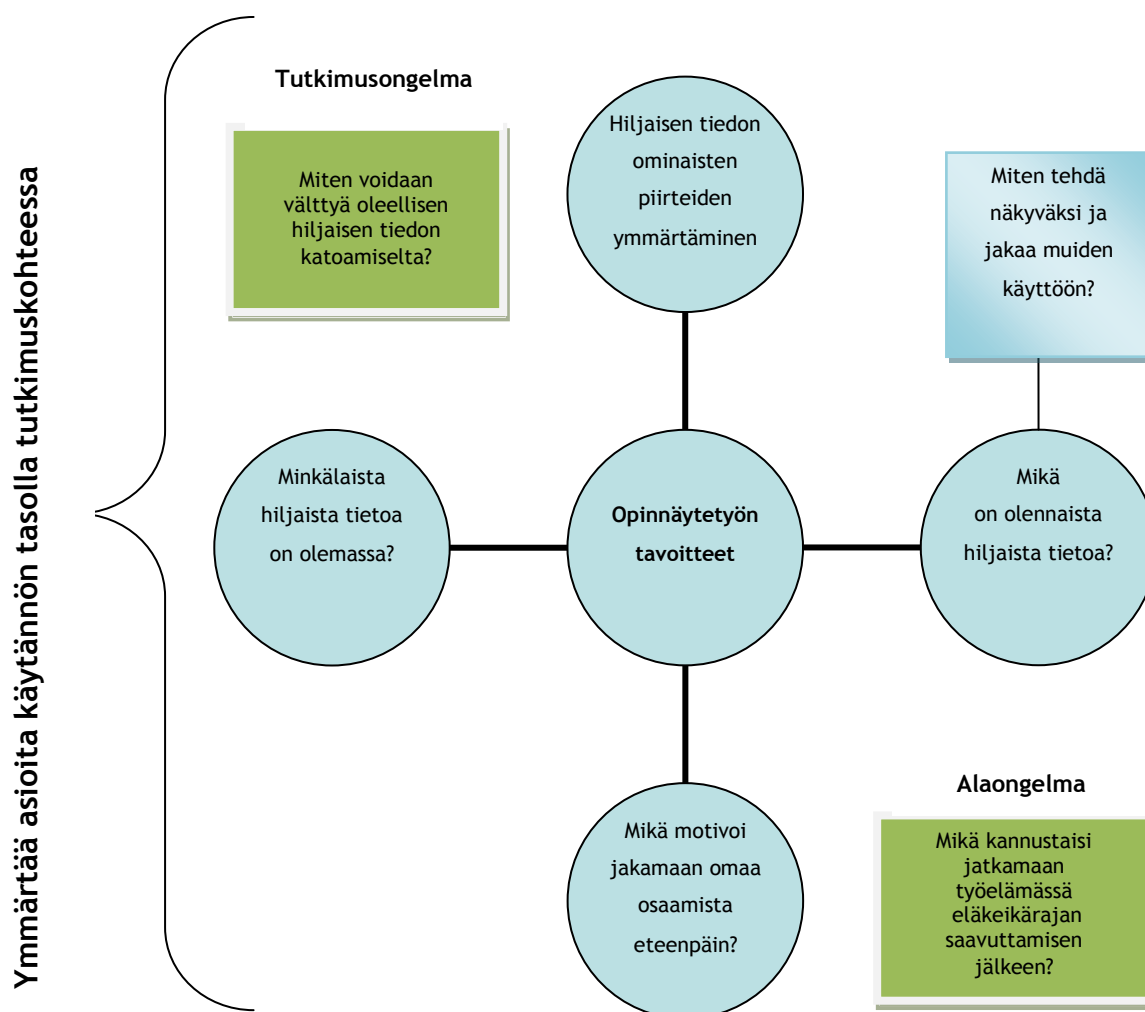 Ymmärtää asioita käytännön tasolla tutkimuskohteessa
Tutkimusongelma
Miten voidaan
välttyä oleellisen
hiljaisen tiedon
katoamiselta?
Hiljaisen tiedon
ominaisten
piirteiden
ymmärtäminen
Miten tehdä
näkyväksi ja
jakaa muiden
käyttöön?
Minkälaista
hiljaista tietoa
on olemassa?
Opinnäytetyön
tavoitteet
Mikä
on olennaista
hiljaista tietoa?
Mikä motivoi
jakamaan omaa
osaamista
eteenpäin?
Alaongelma
Mikä kannustaisi
jatkamaan
työelämässä
eläkeikärajan
saavuttamisen
jälkeen?